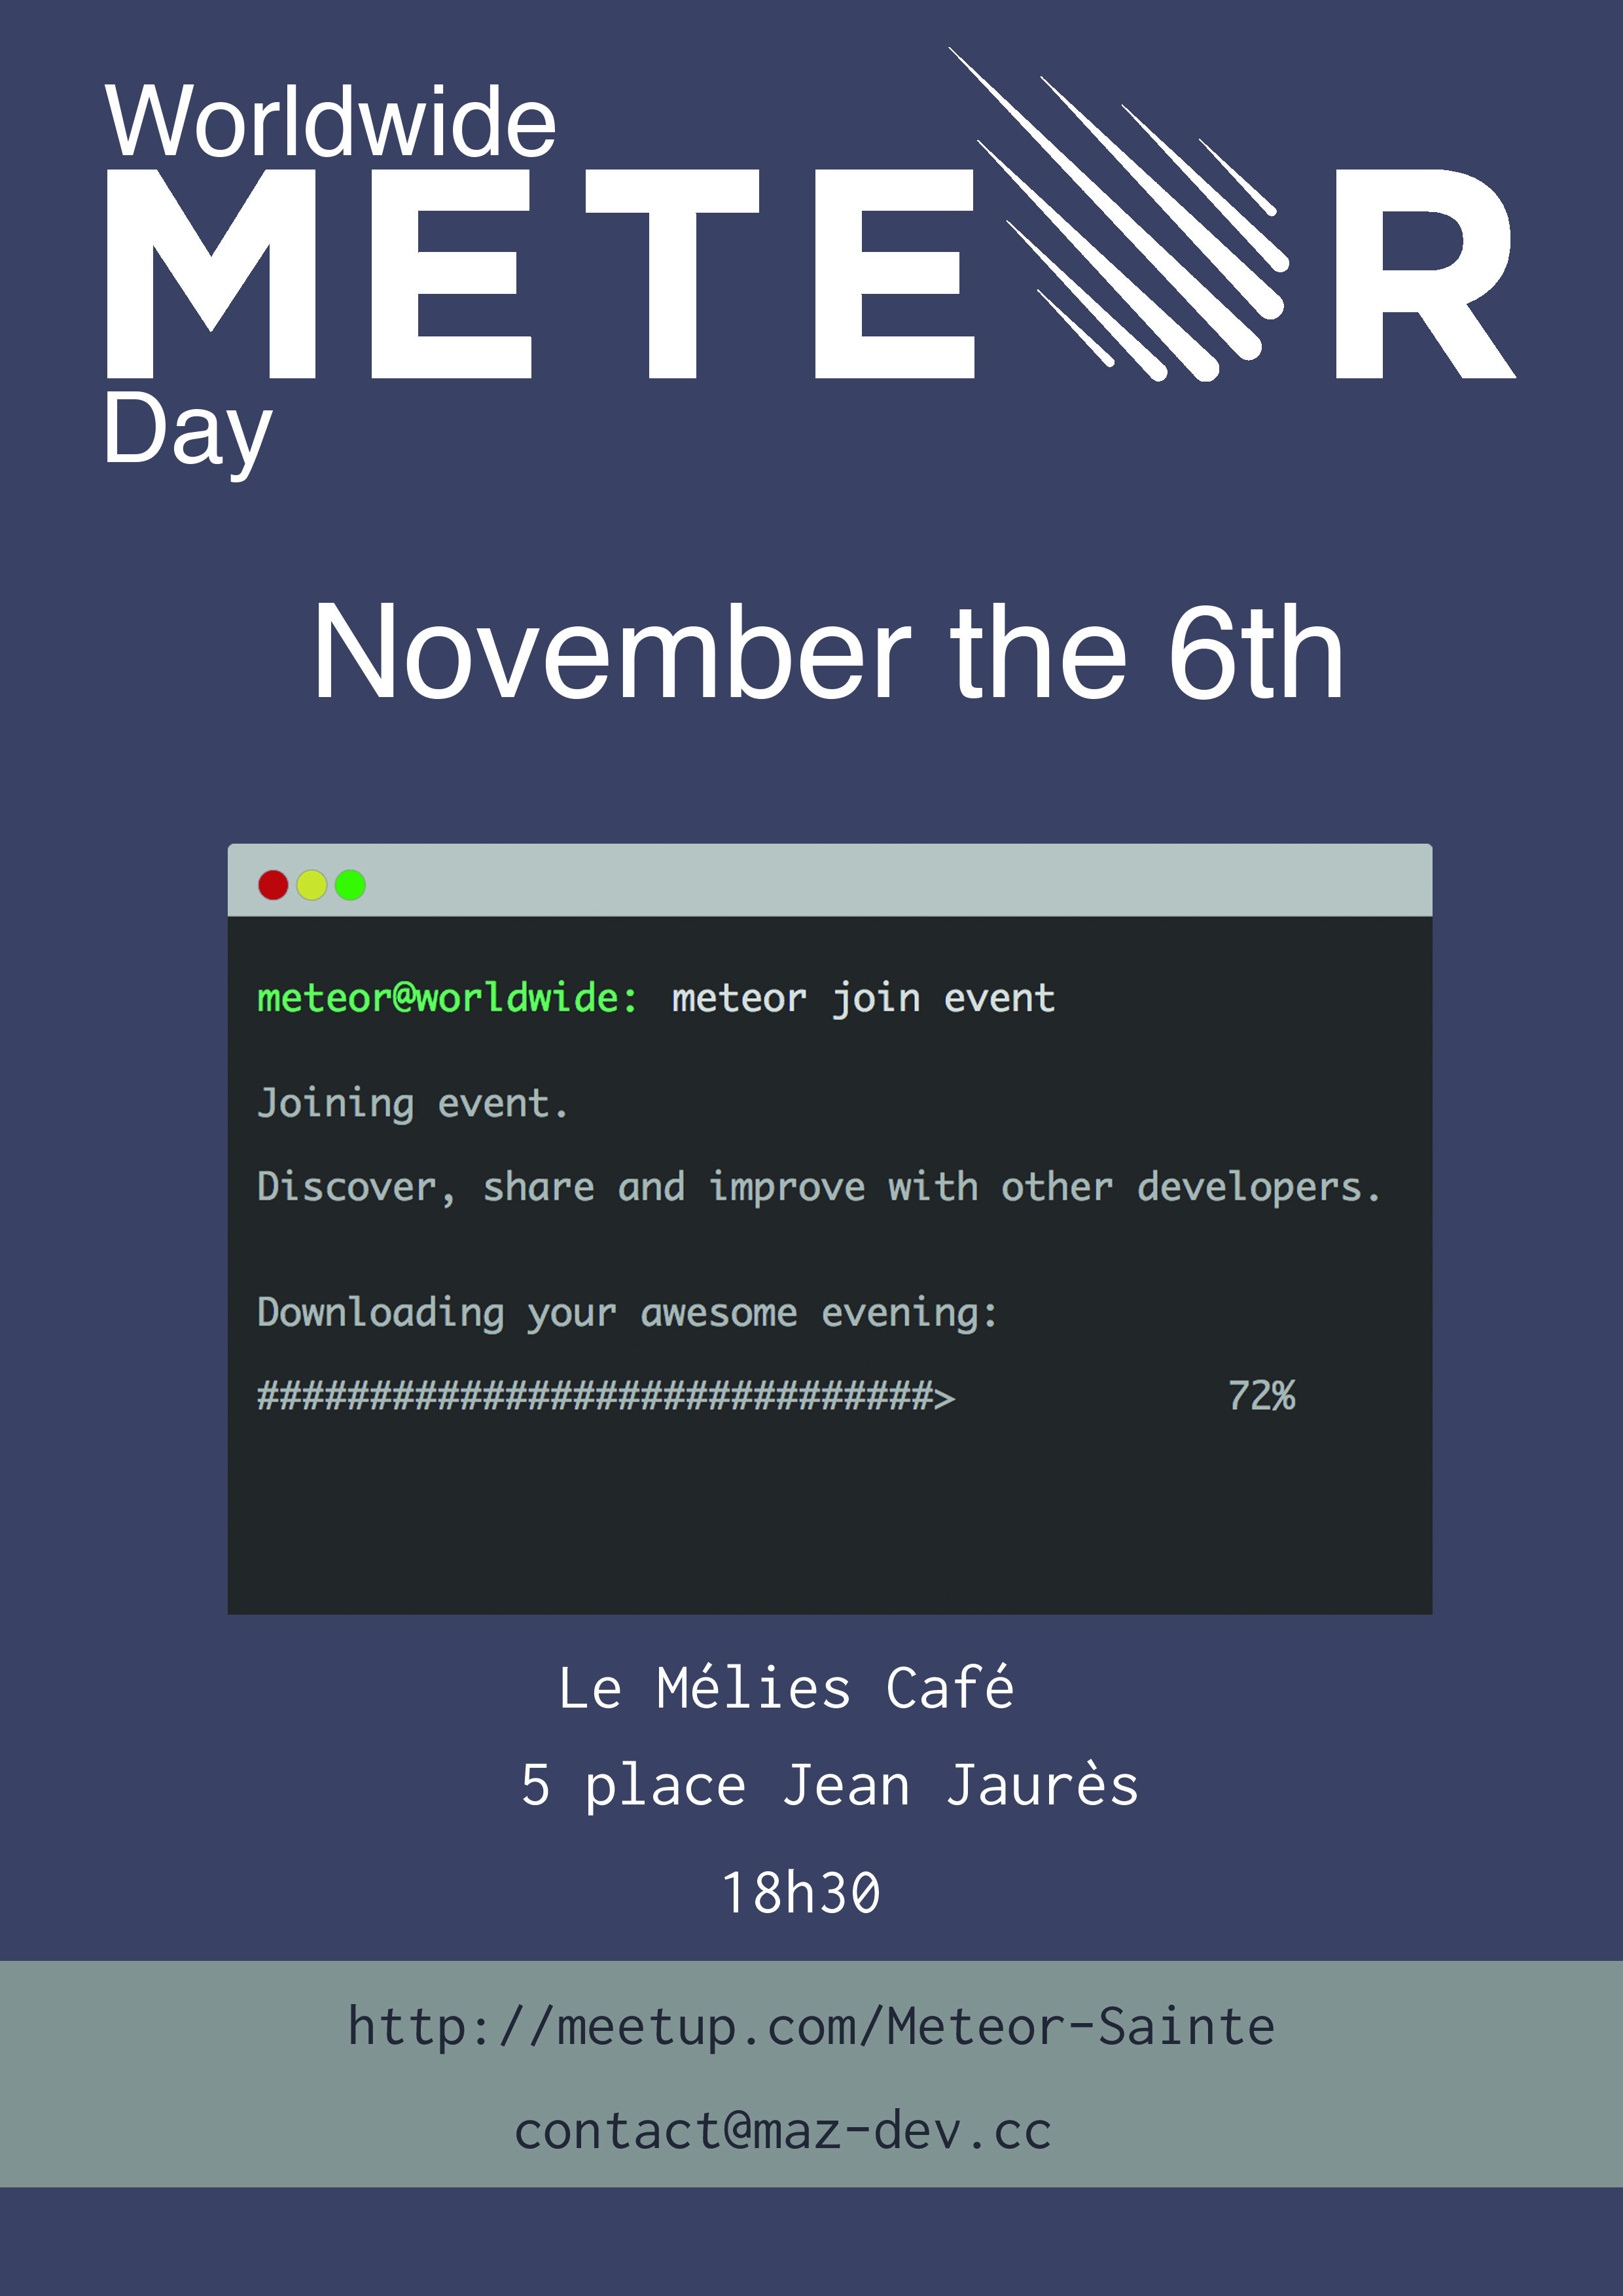 Worldwide
METEOR
Day
November the 6th
meteor@worldwide: meteor join event
Joining event.
Discover, share and improve with other developers.
Downloading your awesome evening:
##############################> 72%
Le Mélies Café
5 place Jean Jaurès
18h30
http://meetup.com/Meteor-Sainte
contact@maz-dev.cc